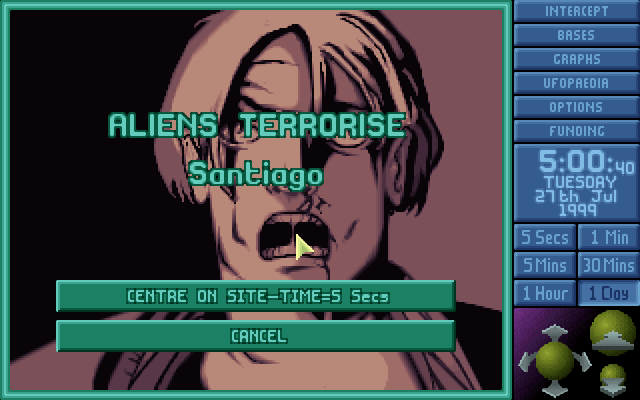 ALIENS TERRORISE
Santiago
CENTRE ON SITE-TIME=5 Secs
CANCEL
INTERCEPT
BASES
GRAPHS
UFOPAEDIA
OPTIONS
FUNDING
5:00:40
TUESDAY
27th Jul
1999
5 Secs
1 Min
5 Mins
30 Mins
1 Hour
1 Day